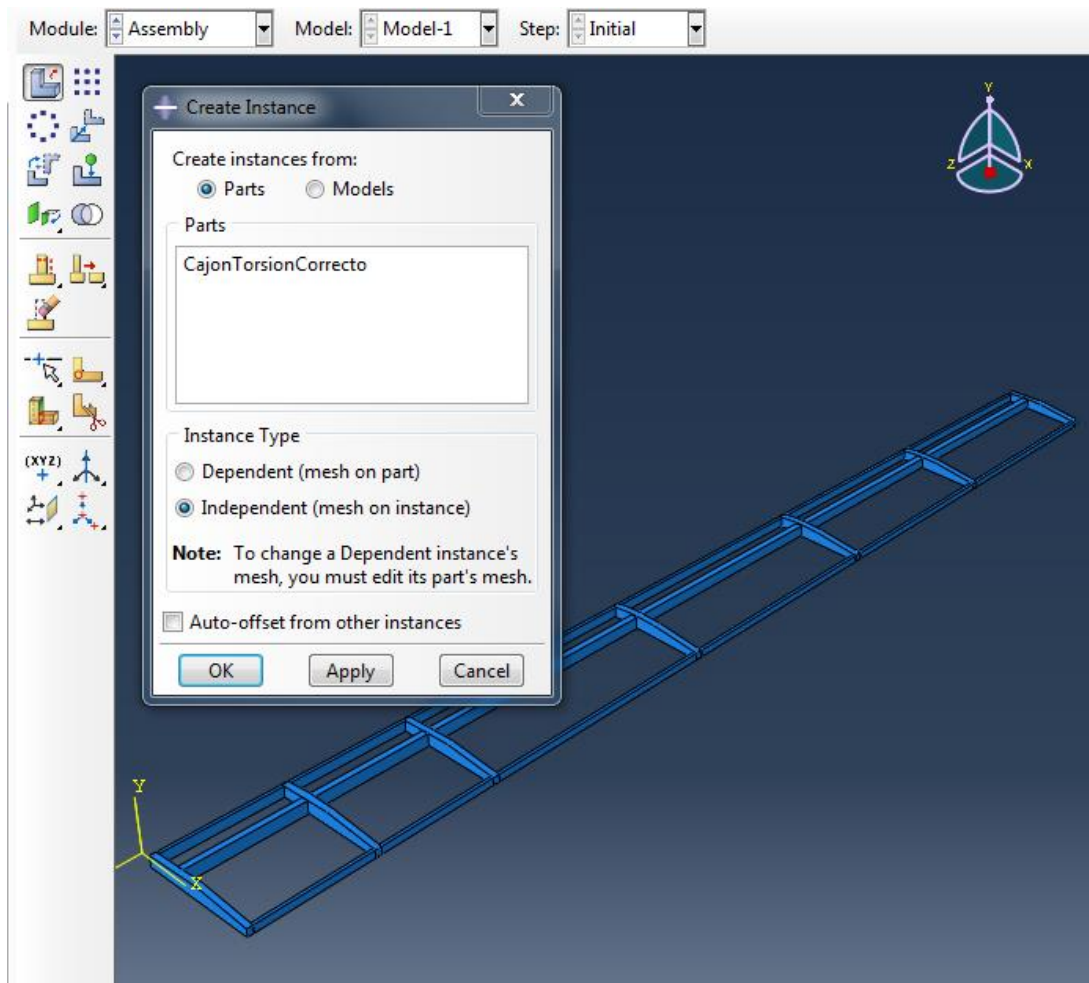 Module: Assembly Model: Model-1 Step: Initial
Create Instance
Create instances from:
Parts Models
Parts
CajonTorsionCorrecto
Instance Type
Dependent (mesh on part)
Independent (mesh on instance)
Note: To change a Dependent instance's
mesh, you must edit its part's mesh.
Auto-offset from other instances
OK Apply Cancel
(XYZ)
Y
Z X
Y
X